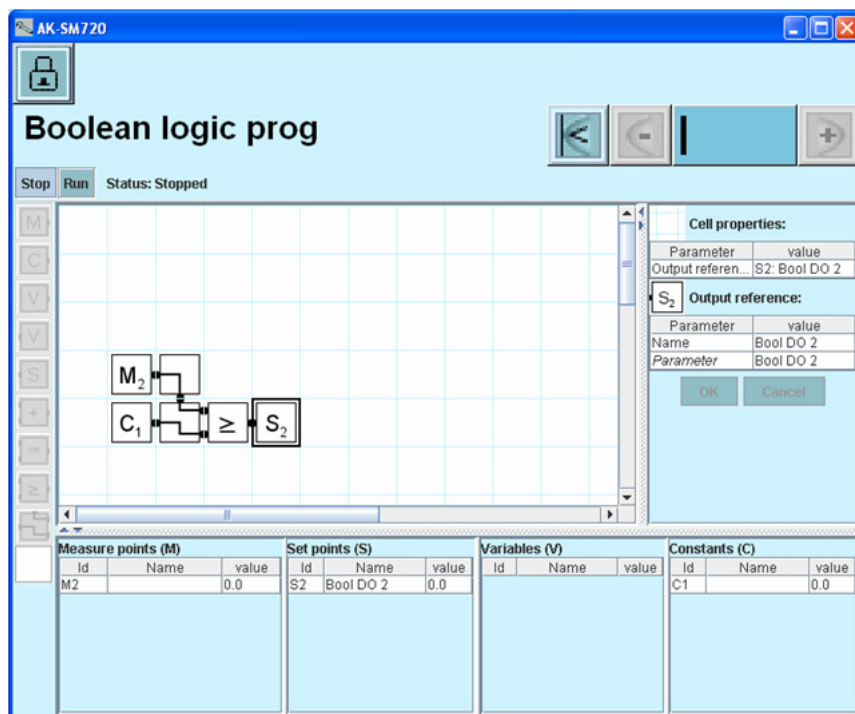 AK-SM720
Boolean logic prog
Stop Run Status: Stopped
M
C
V
V
S
+
≥
M2
C1 ≥ S2
Cell properties:
Parameter value
Output referen... S2: Bool DO 2
S2 Output reference:
Parameter value
Name Bool DO 2
Parameter Bool DO 2
OK Cancel
Measure points (M)
Id Name value
M2 0.0
Set points (S)
Id Name value
S2 Bool DO 2 0.0
Variables (V)
Id Name value
Constants (C)
Id Name value
C1 0.0